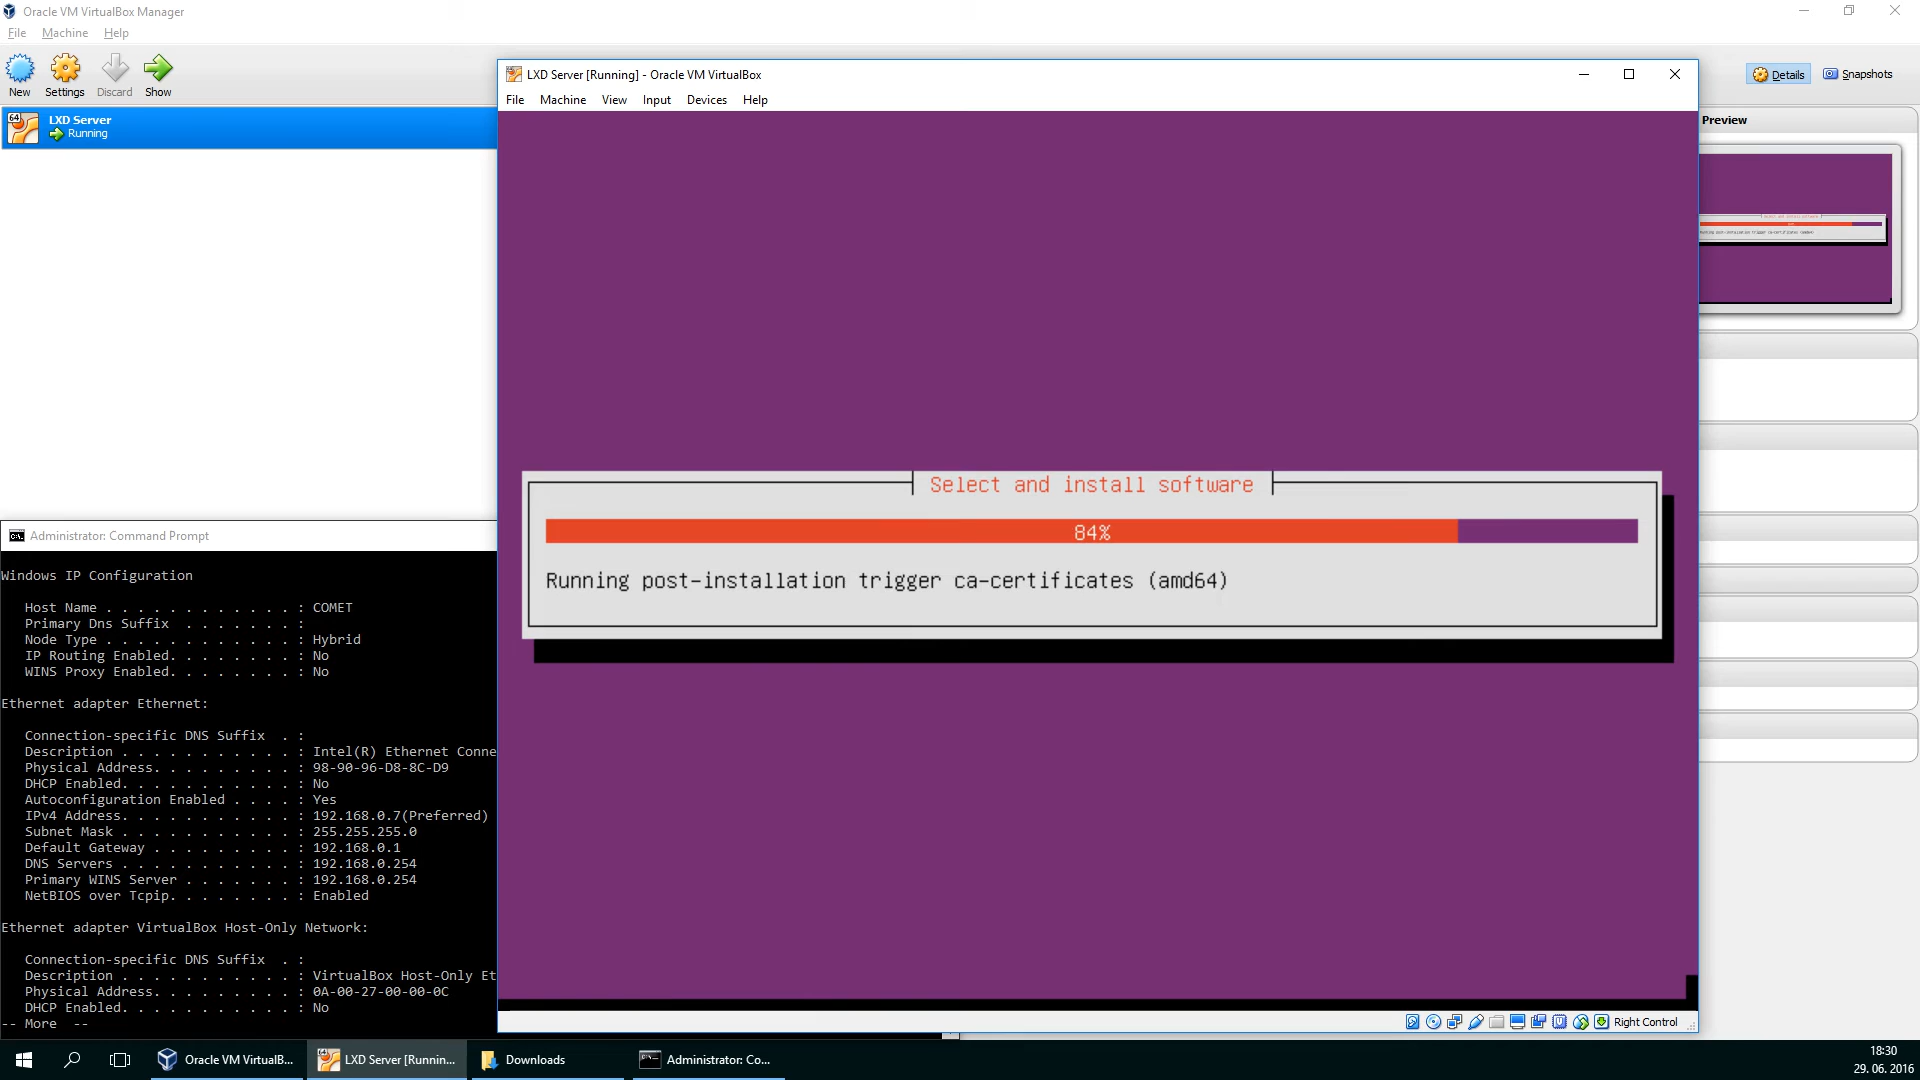 Oracle VM VirtualBox Manager
File Machine Help
New Settings Discard Show
Details Snapshots
64
LXD Server
Running
LXD Server [Running] - Oracle VM VirtualBox
File Machine View Input Devices Help
Preview
Select and install software
84%
Running post-installation trigger ca-certificates (amd64)
Administrator: Command Prompt
Windows IP Configuration
Host Name . . . . . . . . . . . . : COMET
Primary Dns Suffix  . . . . . . . :
Node Type . . . . . . . . . . . . : Hybrid
IP Routing Enabled. . . . . . . . : No
WINS Proxy Enabled. . . . . . . . : No
Ethernet adapter Ethernet:
Connection-specific DNS Suffix  . :
Description . . . . . . . . . . . : Intel(R) Ethernet Conne
Physical Address. . . . . . . . . : 98-90-96-D8-8C-D9
DHCP Enabled. . . . . . . . . . . : No
Autoconfiguration Enabled . . . . : Yes
IPv4 Address. . . . . . . . . . . : 192.168.0.7(Preferred)
Subnet Mask . . . . . . . . . . . : 255.255.255.0
Default Gateway . . . . . . . . . : 192.168.0.1
DNS Servers . . . . . . . . . . . : 192.168.0.254
Primary WINS Server . . . . . . . : 192.168.0.254
NetBIOS over Tcpip. . . . . . . . : Enabled
Ethernet adapter VirtualBox Host-Only Network:
Connection-specific DNS Suffix  . :
Description . . . . . . . . . . . : VirtualBox Host-Only Et
Physical Address. . . . . . . . . : 0A-00-27-00-00-0C
DHCP Enabled. . . . . . . . . . . : No
-- More  --
Right Control
Oracle VM VirtualB... LXD Server [Runnin... Downloads Administrator: Co...
18:30
29. 06. 2016